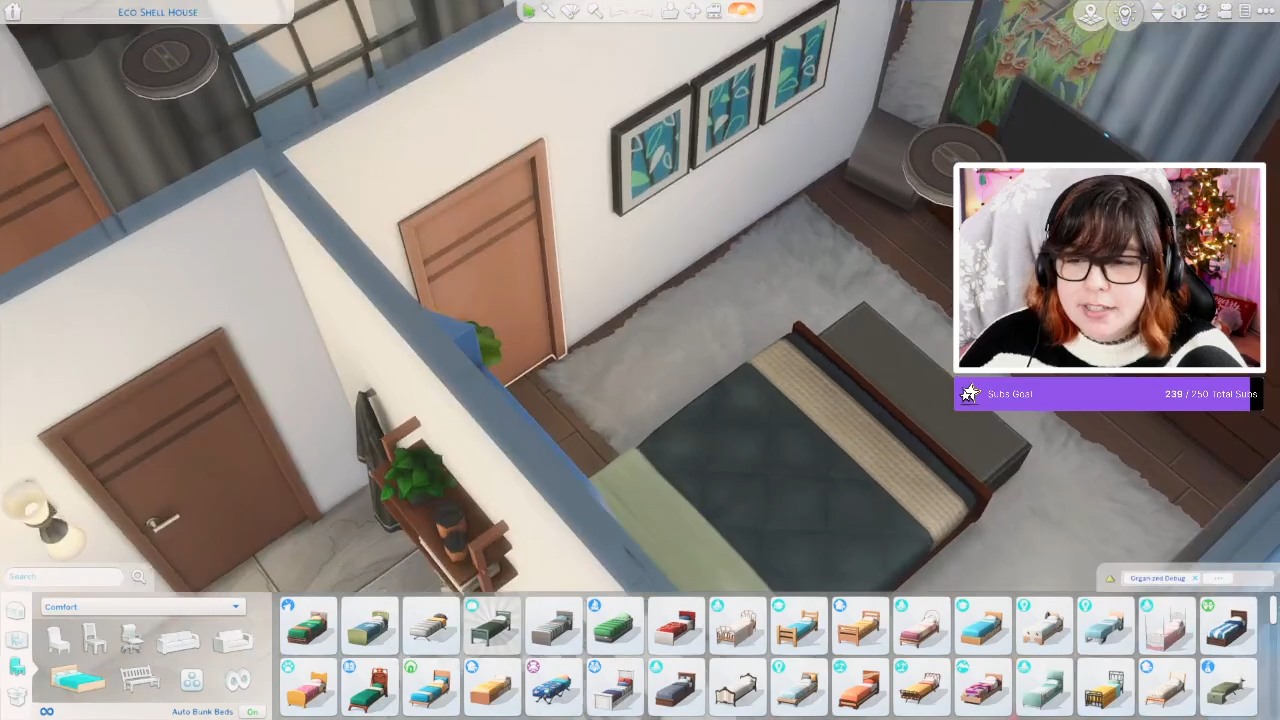 Eco Shell House
Subs Goal
239 / 250 Total Subs
Search
Organized Debug
Comfort
Auto Bunk Beds
On